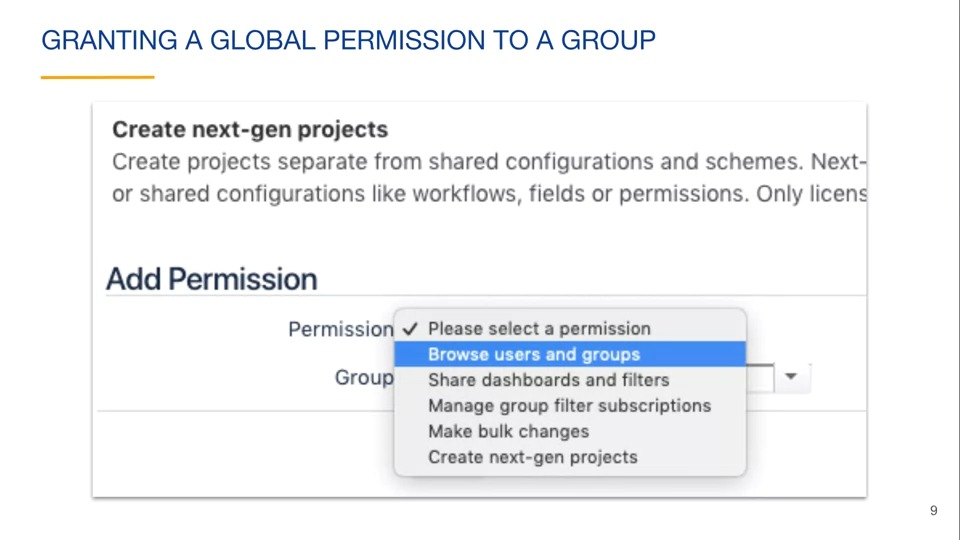 GRANTING A GLOBAL PERMISSION TO A GROUP
Create next-gen projects
Create projects separate from shared configurations and schemes. Next-
or shared configurations like workflows, fields or permissions. Only licens
Add Permission
Permission
✓ Please select a permission
Browse users and groups
Group
Share dashboards and filters
Manage group filter subscriptions
Make bulk changes
Create next-gen projects
9